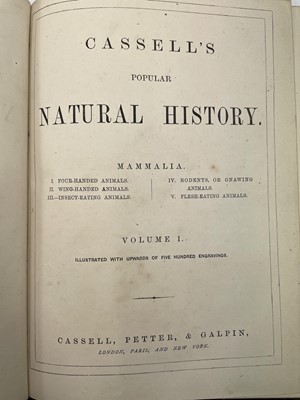 CASSELL'S
POPULAR
NATURAL HISTORY.
MAMMALIA.
I. FOUR-HANDED ANIMALS.
II. WING-HANDED ANIMALS.
III.—INSECT-EATING ANIMALS.
IV. RODENTS, OR GNAWING
ANIMALS.
V. FLESH-EATING ANIMALS.
VOLUME I.
ILLUSTRATED WITH UPWARDS OF FIVE HUNDRED ENGRAVINGS.
CASSELL, PETTER, & GALPIN,
LONDON, PARIS, AND NEW YORK.